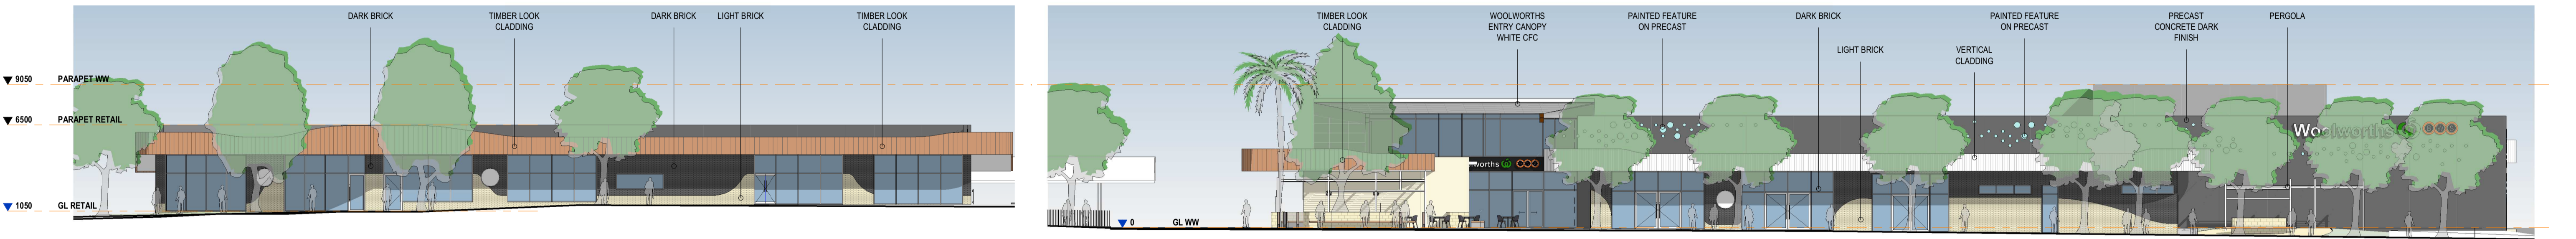 DARK BRICK
TIMBER LOOK
CLADDING
DARK BRICK
LIGHT BRICK
TIMBER LOOK
CLADDING
9050 PARAPET WW
6500 PARAPET RETAIL
1050 GL RETAIL
TIMBER LOOK
CLADDING
WOOLWORTHS
ENTRY CANOPY
WHITE CFC
PAINTED FEATURE
ON PRECAST
DARK BRICK
LIGHT BRICK
VERTICAL
CLADDING
PAINTED FEATURE
ON PRECAST
PRECAST
CONCRETE DARK
FINISH
PERGOLA
Woolworths
worths
0 GL WW